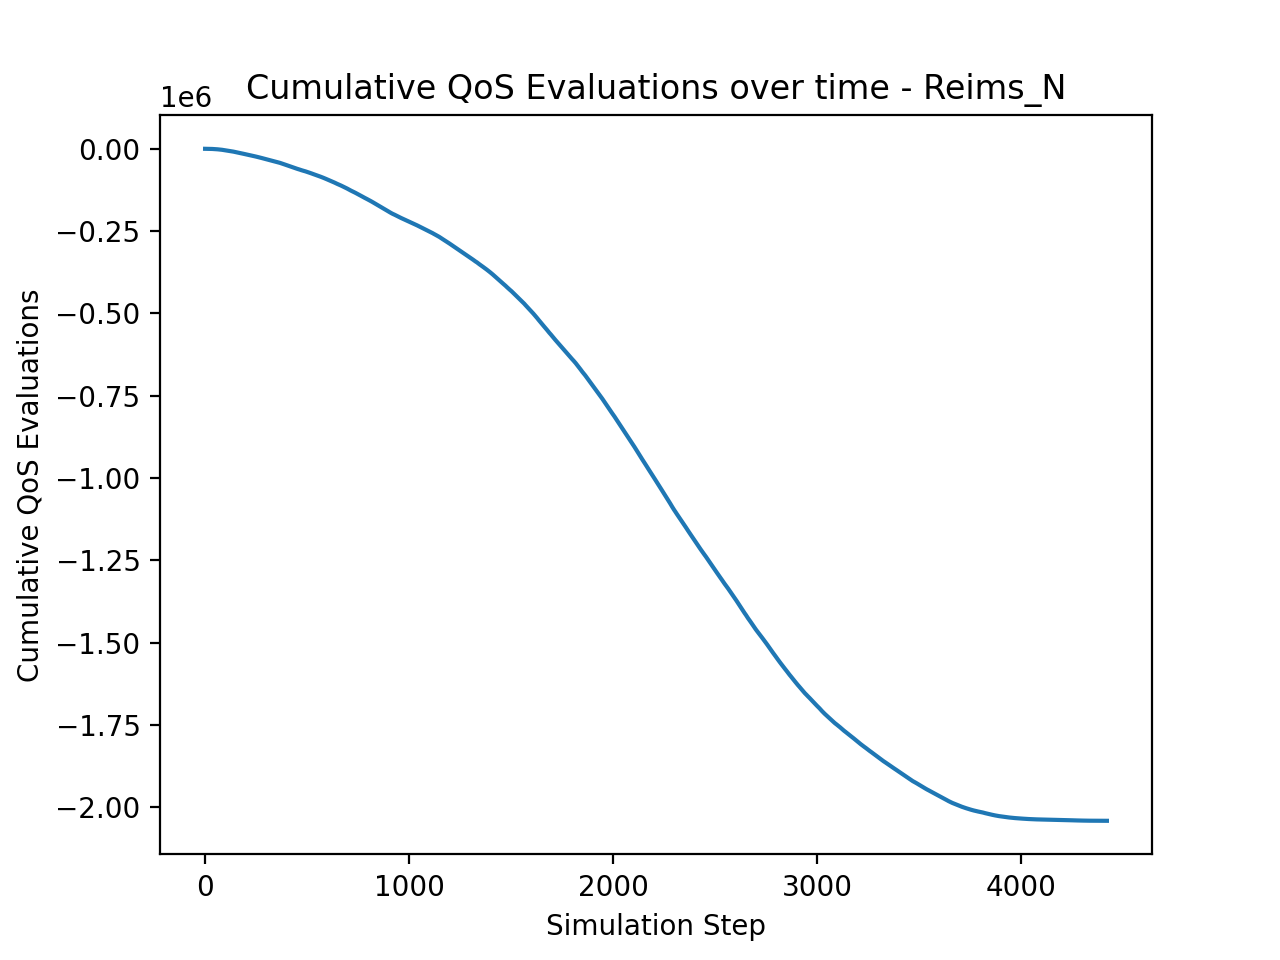 Cumulative QoS Evaluations over time - Reims_N
1e6
0.00
−0.25
−0.50
−0.75
−1.00
−1.25
−1.50
−1.75
−2.00
Cumulative QoS Evaluations
0 1000 2000 3000 4000
Simulation Step